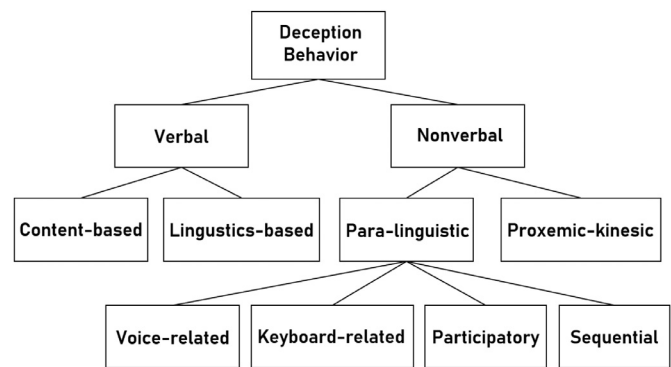 Deception
Behavior
Verbal
Nonverbal
Content-based
Lingustics-based
Para-linguistic
Proxemic-kinesic
Voice-related
Keyboard-related
Participatory
Sequential